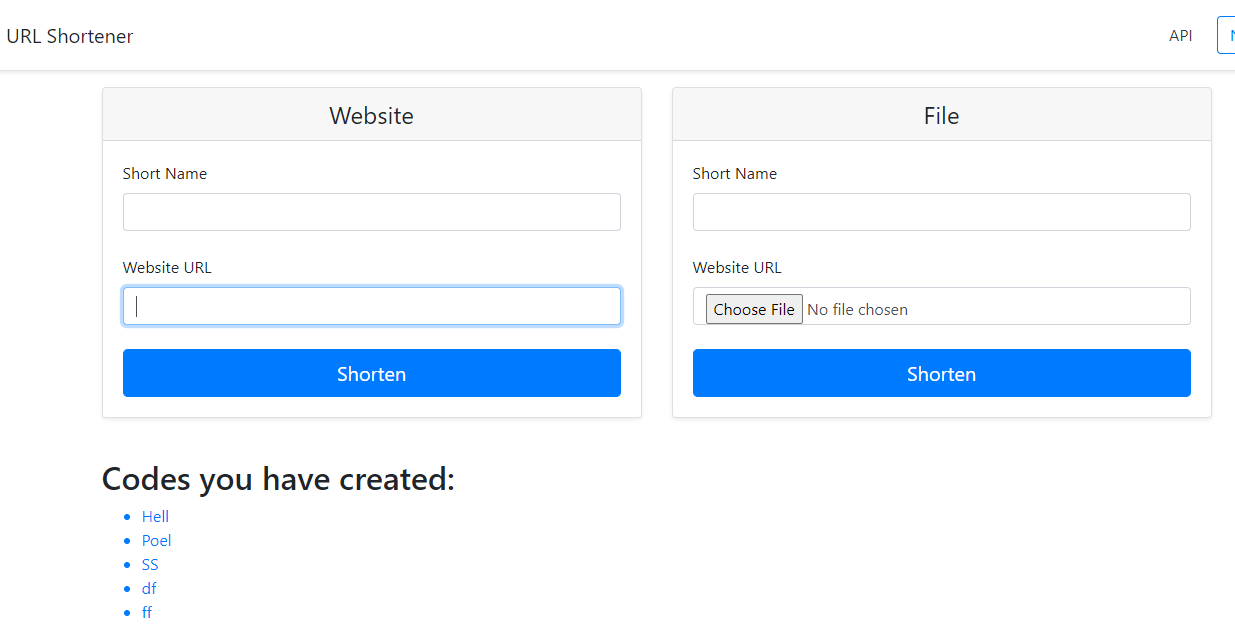 URL Shortener API
Website
Short Name
Website URL
Shorten
File
Short Name
Website URL
Choose File No file chosen
Shorten
Codes you have created:
Hell
Poel
SS
df
ff